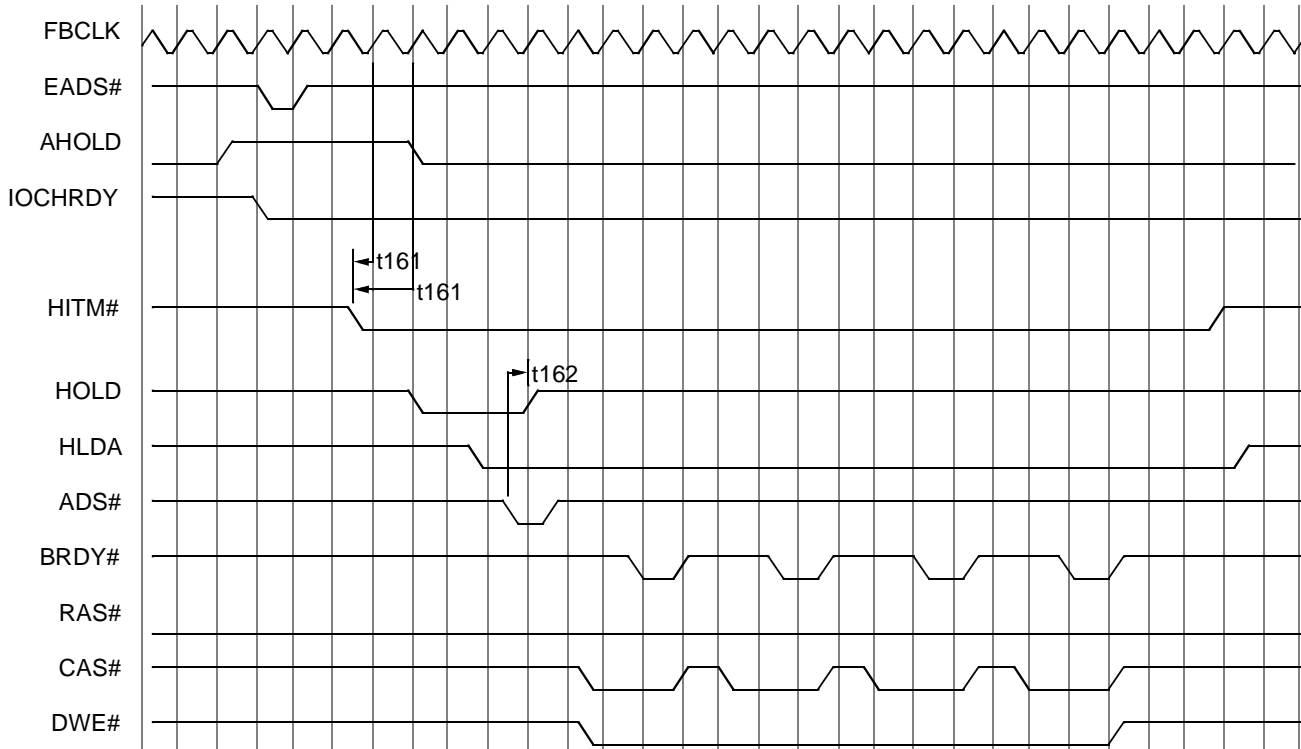 FBCLK
EADS#
AHOLD
IOCHRDY
t161
t161
HITM#
t162
HOLD
HLDA
ADS#
BRDY#
RAS#
CAS#
DWE#